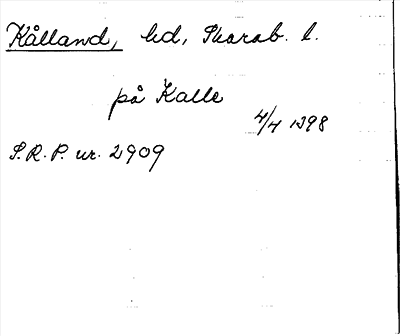 Kålland, hd, Skarab. l.
på Kalle
4/4 1398
S.R.P. nr. 2909